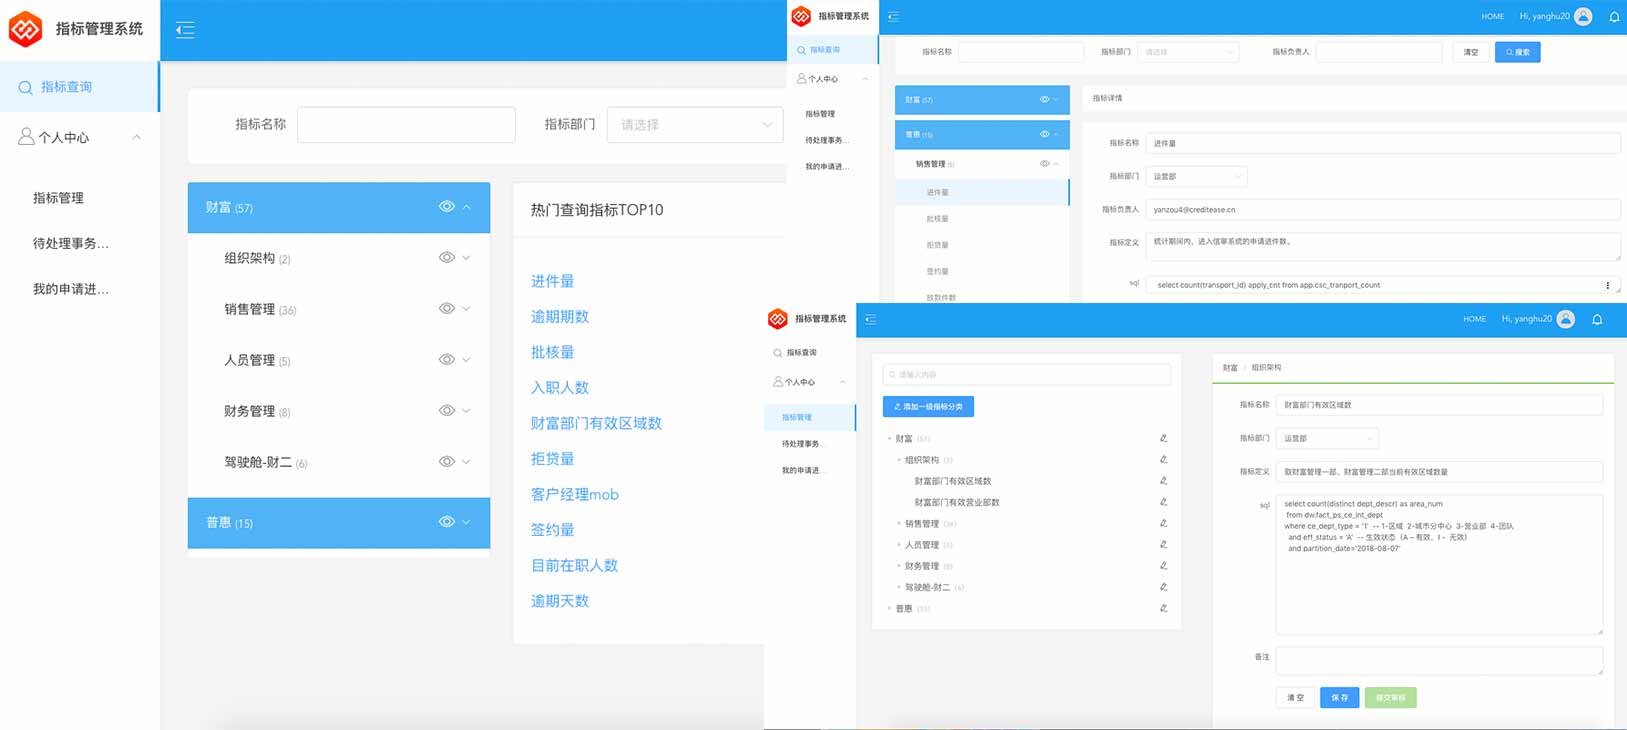 指标管理系统
指标查询
个人中心
指标管理
待处理事务...
我的申请进...
指标名称
指标部门 请选择
财富 (57)
组织架构 (2)
销售管理 (36)
人员管理 (5)
财务管理 (8)
驾驶舱-财二 (6)
普惠 (15)
热门查询指标TOP10
进件量
逾期期数
批核量
入职人数
财富部门有效区域数
拒贷量
客户经理mob
签约量
目前在职人数
逾期天数
指标管理系统
HOME Hi, yanghu20
指标查询
个人中心
指标管理
待处理事务...
我的申请进...
指标名称 指标部门 请选择 指标负责人 清空 搜索
财富 (57)
普惠 (15)
销售管理 (5)
进件量
批核量
拒贷量
签约量
放款件数
指标详情
指标名称 进件量
指标部门 运营部
指标负责人 yanzou4@creditease.cn
指标定义 统计期间内，进入信审系统的申请进件数。
sql select count(transport_id) apply_cnt from app.csc_tranport_count
指标管理系统
HOME Hi, yanghu20
指标查询
个人中心
指标管理
待处理事务...
我的申请进...
请输入内容
添加一级指标分类
财富 (57)
组织架构 (2)
财富部门有效区域数
财富部门有效营业部数
销售管理 (36)
人员管理 (5)
财务管理 (8)
驾驶舱-财二 (6)
普惠 (15)
财富 / 组织架构
指标名称 财富部门有效区域数
指标部门 运营部
指标定义 取财富管理一部、财富管理二部当前有效区域数量
sql select count(distinct dept_descr) as area_num
from dw.fact_ps_ce_int_dept
where ce_dept_type = '1' -- 1-区域 2-城市分中心 3-营业部 4-团队
and eff_status = 'A' -- 生效状态（A – 有效、I - 无效）
and partition_date='2018-08-07'
备注
清空 保存 提交审核